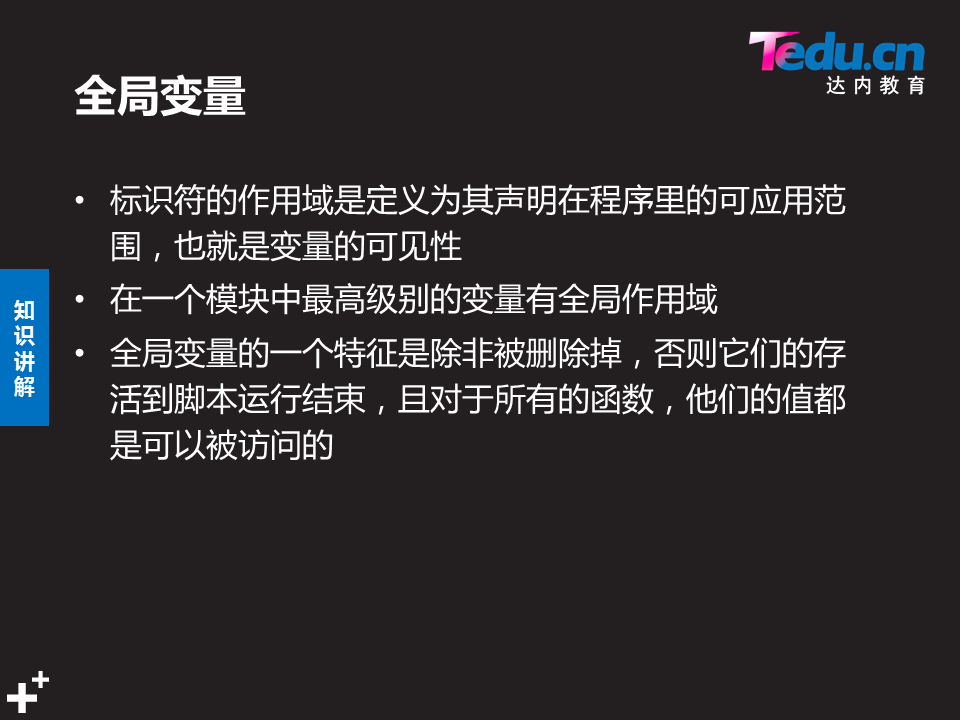 Tedu.cn
达内教育
全局变量
• 标识符的作用域是定义为其声明在程序里的可应用范
围，也就是变量的可见性
• 在一个模块中最高级别的变量有全局作用域
• 全局变量的一个特征是除非被删除掉，否则它们的存
活到脚本运行结束，且对于所有的函数，他们的值都
是可以被访问的
知
识
讲
解